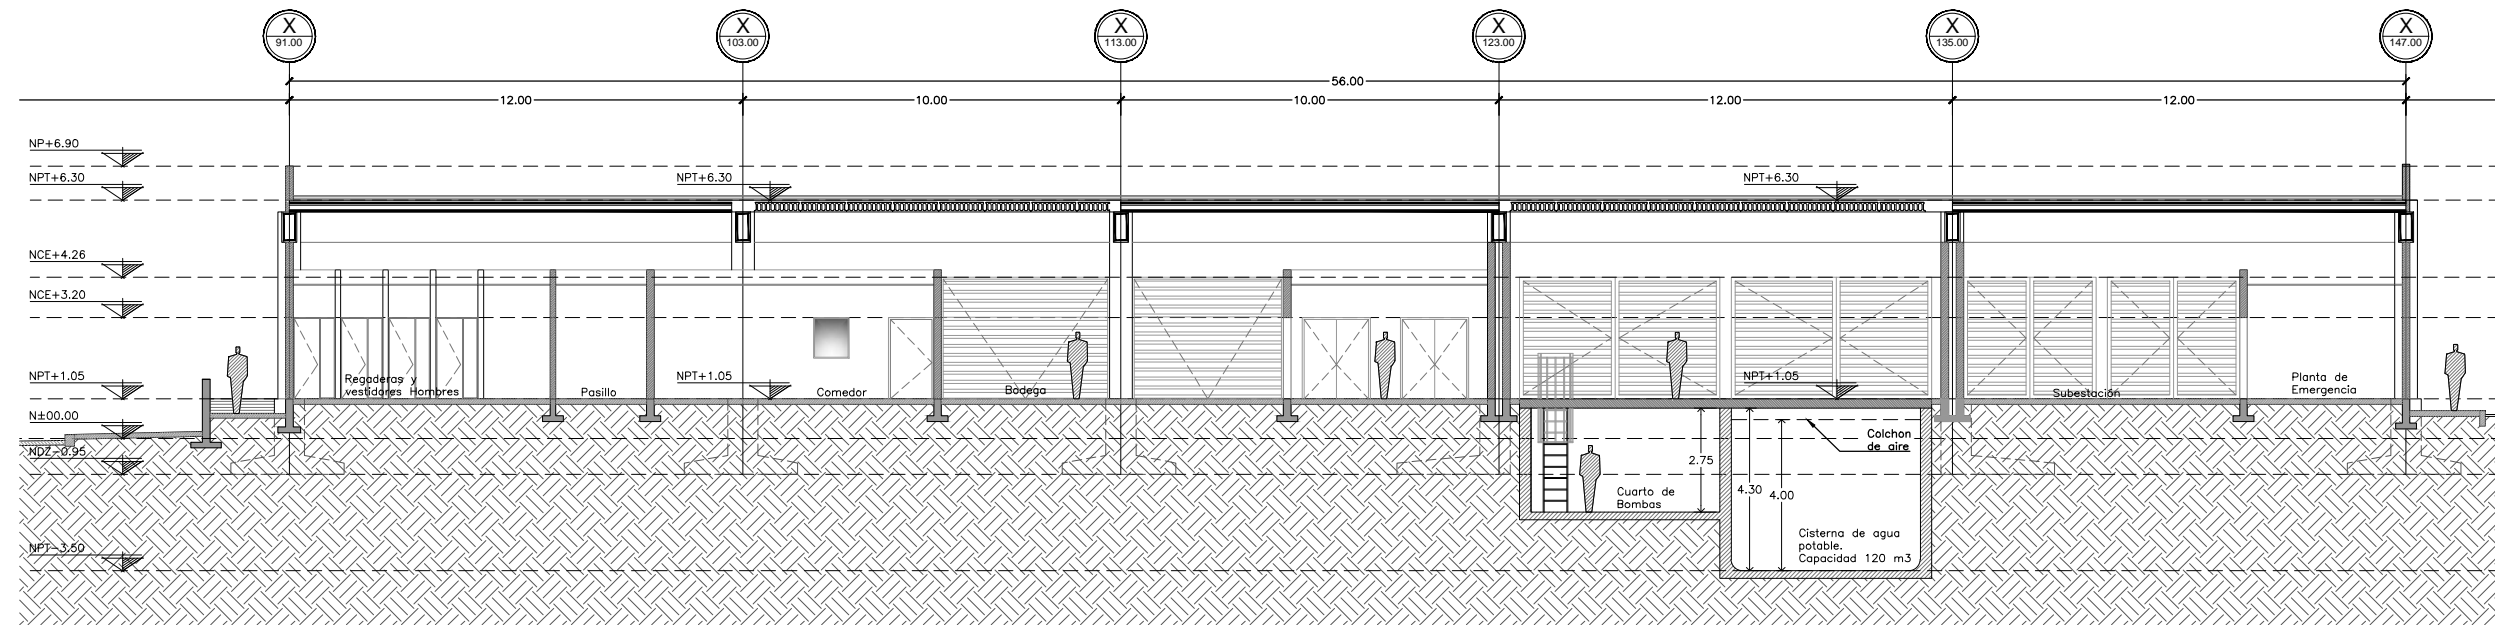 X
91.00
X
103.00
X
113.00
X
123.00
X
135.00
X
147.00
56.00
12.00
10.00
10.00
12.00
12.00
NP+6.90
NPT+6.30
NPT+6.30
NPT+6.30
NCE+4.26
NCE+3.20
NPT+1.05
NPT+1.05
NPT+1.05
Regaderas y
vestidores Hombres
Pasillo
Comedor
Bodega
Subestación
Planta de
Emergencia
N±00.00
NDZ-0.95
NPT-3.50
2.75
4.30
4.00
Colchon
de aire
Cuarto de
Bombas
Cisterna de agua
potable.
Capacidad 120 m3